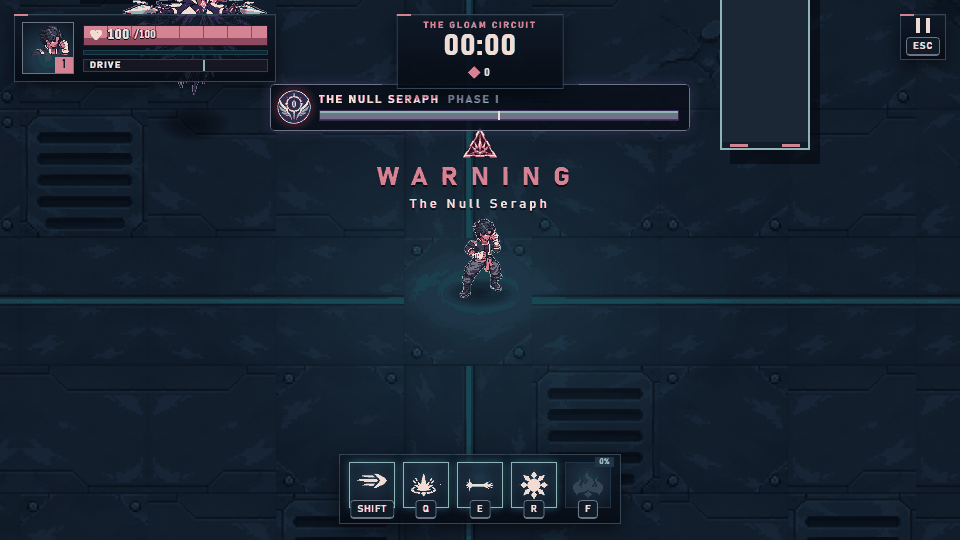 100 /100
1
DRIVE
THE GLOAM CIRCUIT
00:00
0
ESC
0
THE NULL SERAPH PHASE I
WARNING
The Null Seraph
0%
SHIFT
Q
E
R
F